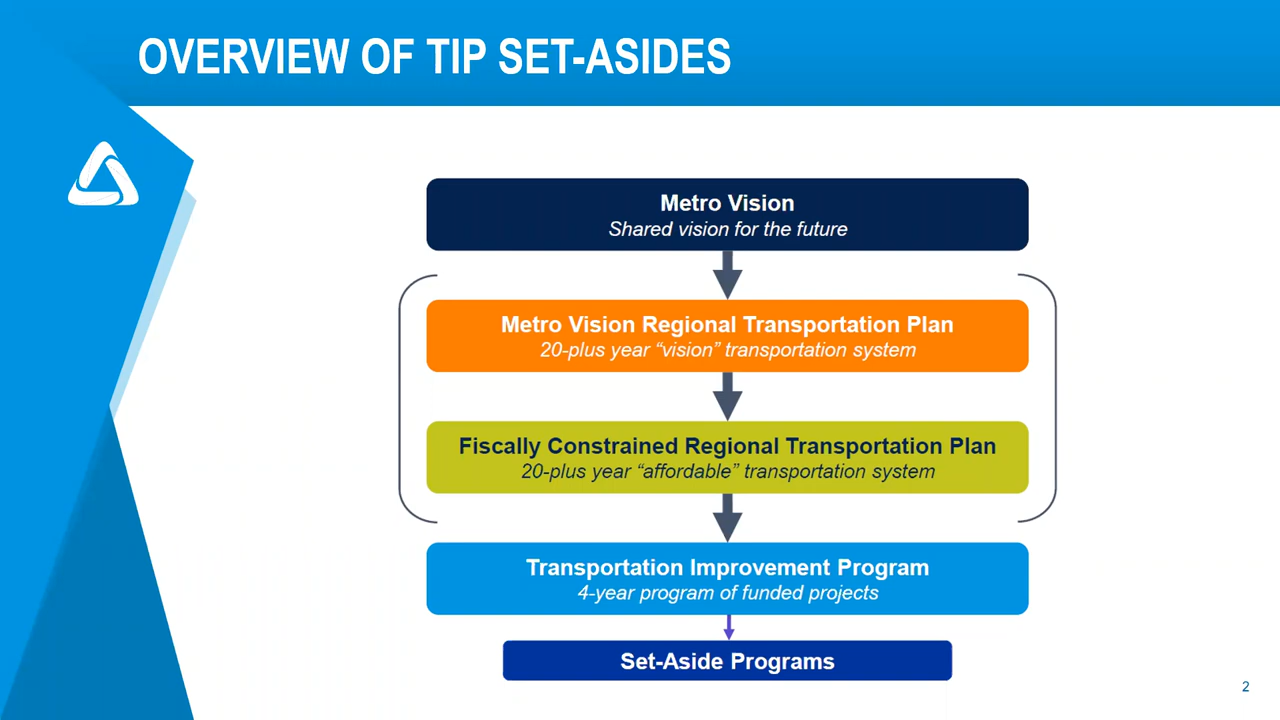 OVERVIEW OF TIP SET-ASIDES
Metro Vision
Shared vision for the future
Metro Vision Regional Transportation Plan
20-plus year “vision” transportation system
Fiscally Constrained Regional Transportation Plan
20-plus year “affordable” transportation system
Transportation Improvement Program
4-year program of funded projects
Set-Aside Programs
2